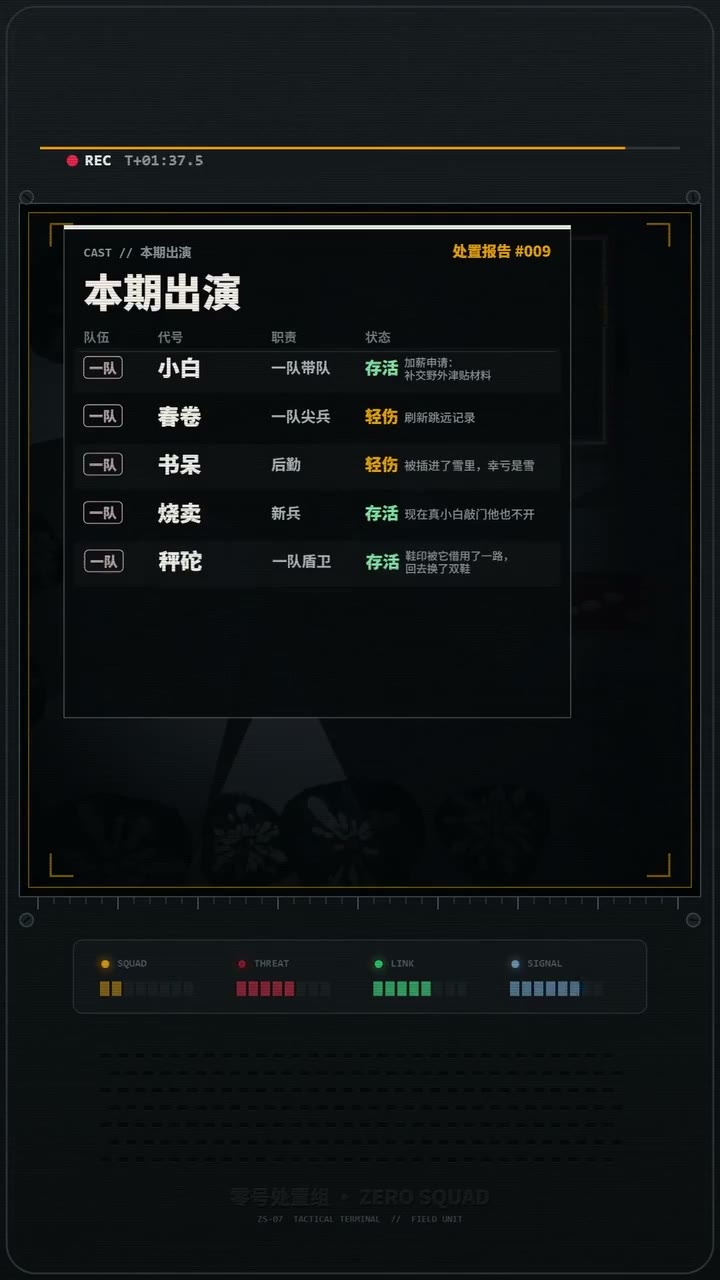 REC T+01:37.5
CAST // 本期出演
处置报告 #009
本期出演
队伍 代号 职责 状态
一队 小白 一队带队 存活 加薪申请:
补交野外津贴材料
一队 春卷 一队尖兵 轻伤 刷新跳远记录
一队 书呆 后勤 轻伤 被插进了雪里，幸亏是雪
一队 烧卖 新兵 存活 现在真小白敲门他也不开
一队 秤砣 一队盾卫 存活 鞋印被它借用了一路，
回去换了双鞋
SQUAD THREAT LINK SIGNAL
零号处置组 • ZERO SQUAD
ZS-07 TACTICAL TERMINAL // FIELD UNIT